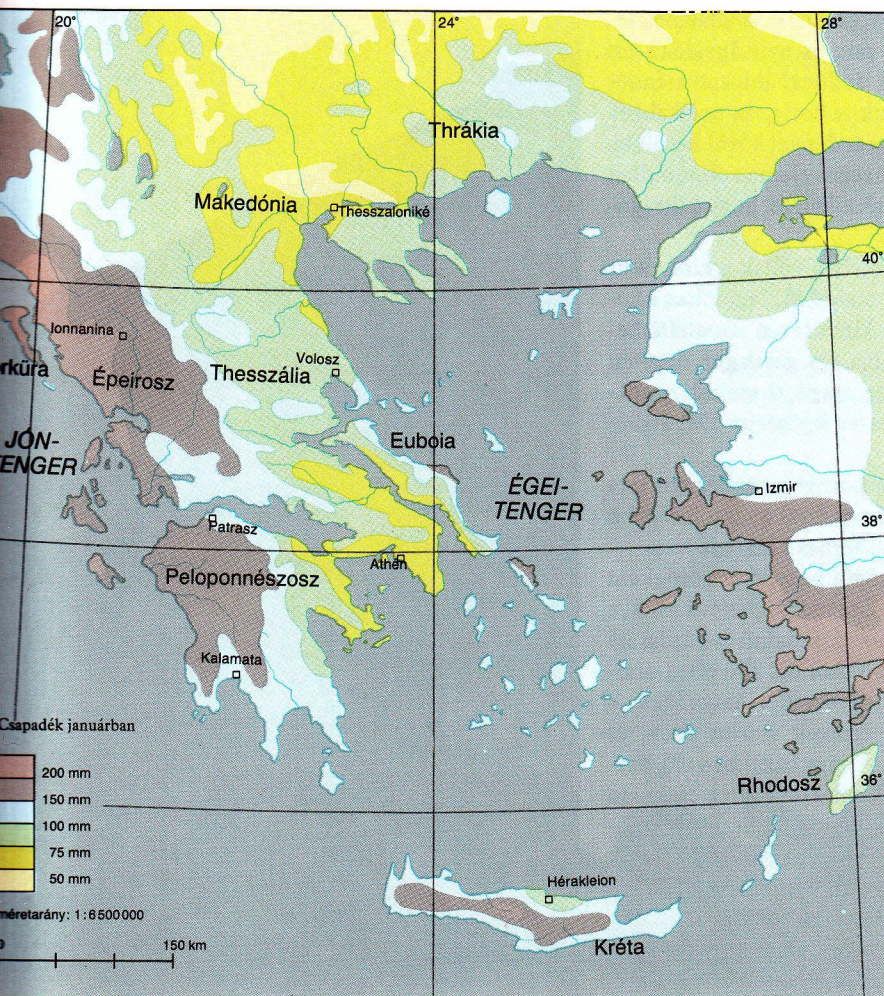 20°
24°
28°
Thrákia
Makedónia
Thesszaloniké
40°
Ionnanina
Volosz
rküra
Épeirosz
Thesszália
JÓN-
TENGER
Euboia
ÉGEI-
TENGER
Izmir
Patrasz
38°
Athén
Peloponnészosz
Kalamata
Csapadék januárban
200 mm
150 mm
100 mm
75 mm
50 mm
Rhodosz
36°
Hérakleion
Kréta
méretarány: 1:6500000
0
150 km